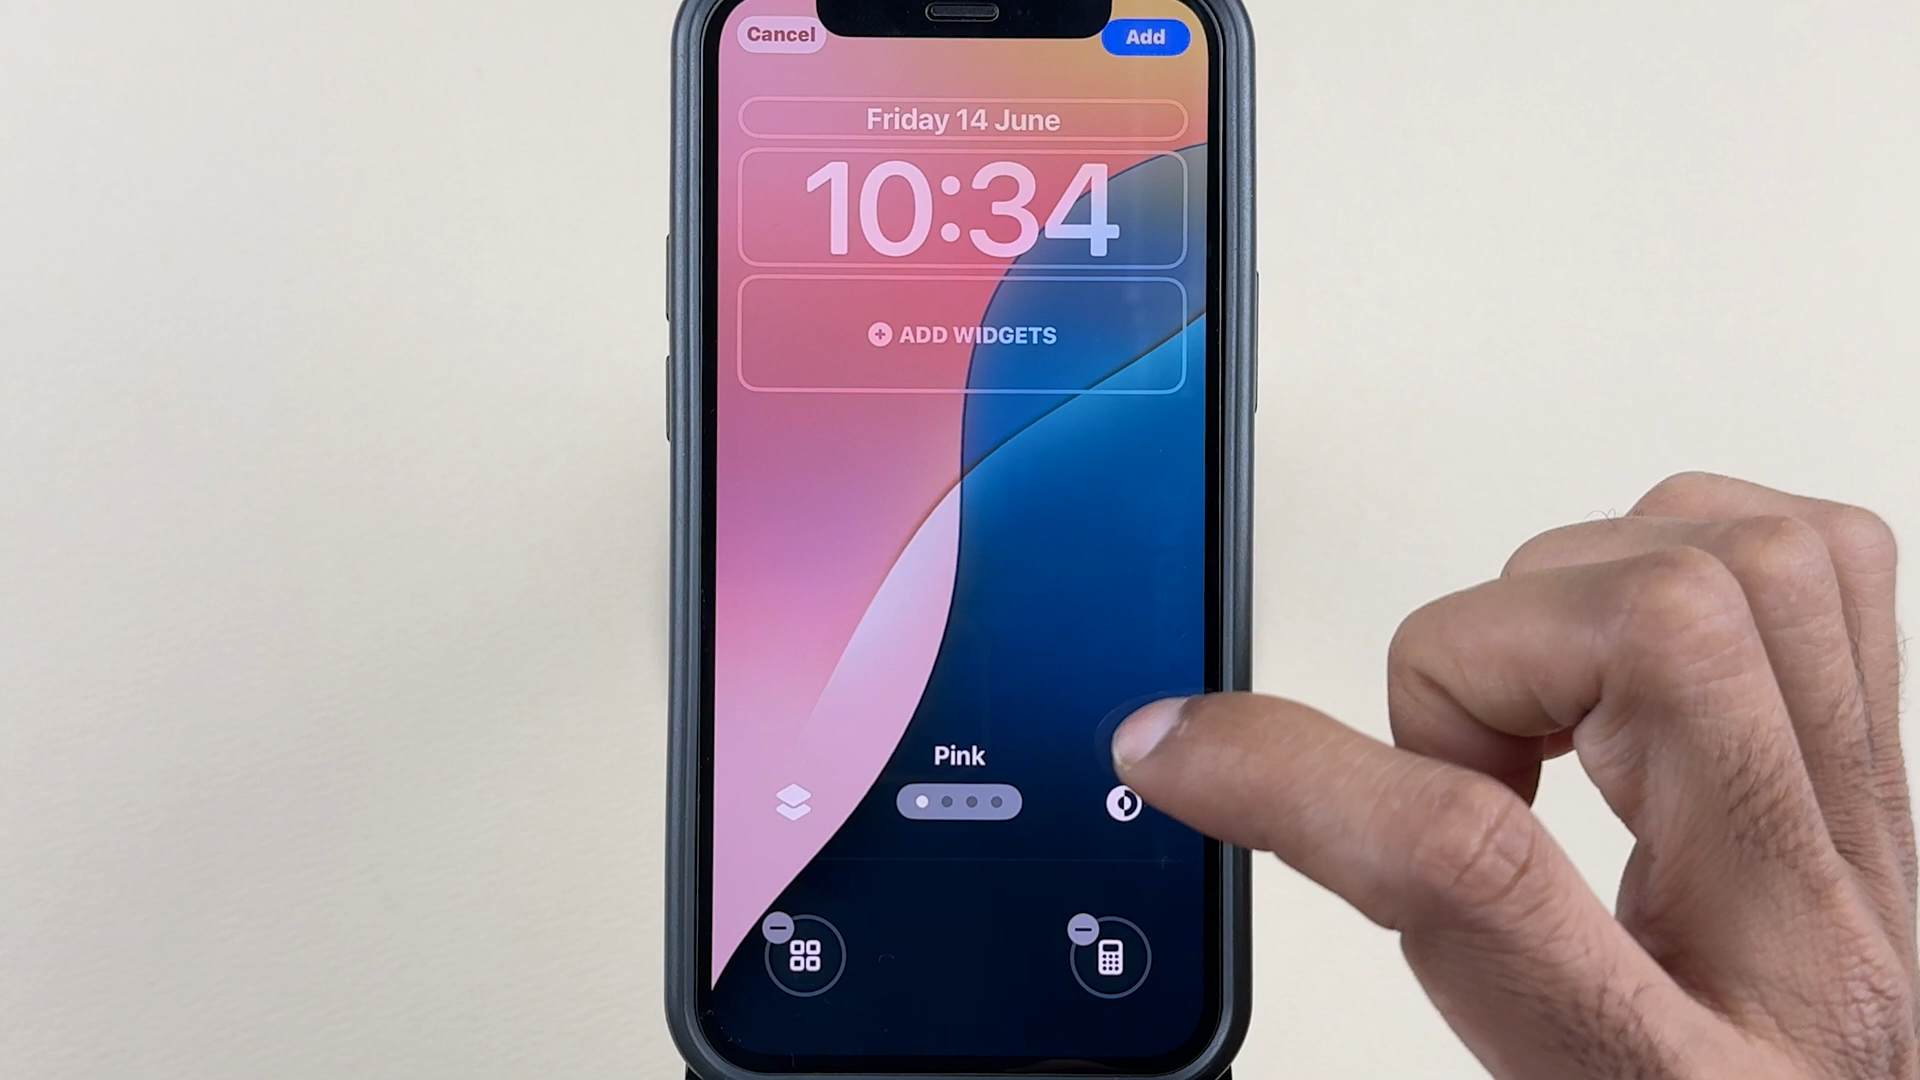 Cancel
Add
Friday 14 June
10:34
ADD WIDGETS
Pink